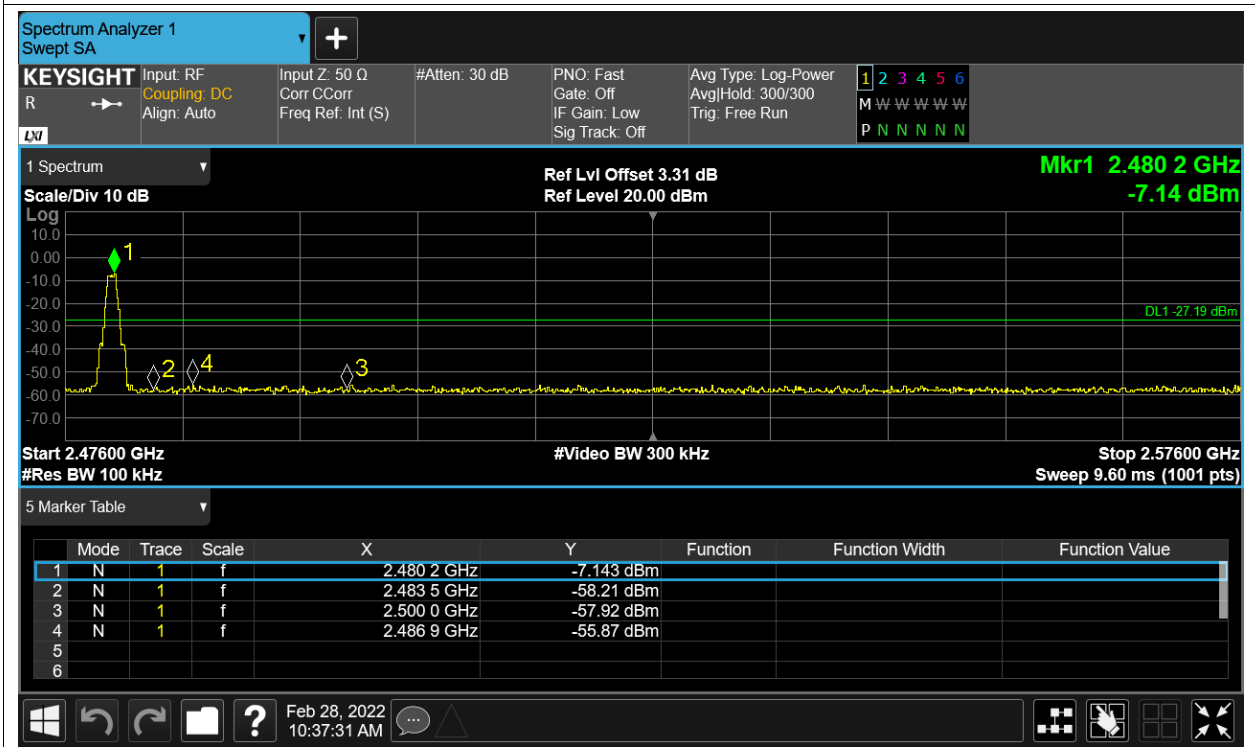 Spectrum Analyzer 1
Swept SA
+
KEYSIGHT
R
LXI
Input: RF
Coupling: DC
Align: Auto
Input Z: 50 Ω
Corr CCorr
Freq Ref: Int (S)
#Atten: 30 dB
PNO: Fast
Gate: Off
IF Gain: Low
Sig Track: Off
Avg Type: Log-Power
Avg|Hold: 300/300
Trig: Free Run
1 2 3 4 5 6
M W W W W W
P N N N N N
1 Spectrum
Scale/Div 10 dB
Ref Lvl Offset 3.31 dB
Ref Level 20.00 dBm
Mkr1 2.480 2 GHz
-7.14 dBm
Log
10.0
0.00
-10.0
-20.0
-30.0
-40.0
-50.0
-60.0
-70.0
1
2
4
3
DL1 -27.19 dBm
Start 2.47600 GHz
#Res BW 100 kHz
#Video BW 300 kHz
Stop 2.57600 GHz
Sweep 9.60 ms (1001 pts)
5 Marker Table
Mode Trace Scale X Y Function Function Width Function Value
1 N 1 f 2.480 2 GHz -7.143 dBm
2 N 1 f 2.483 5 GHz -58.21 dBm
3 N 1 f 2.500 0 GHz -57.92 dBm
4 N 1 f 2.486 9 GHz -55.87 dBm
5
6
?
Feb 28, 2022
10:37:31 AM